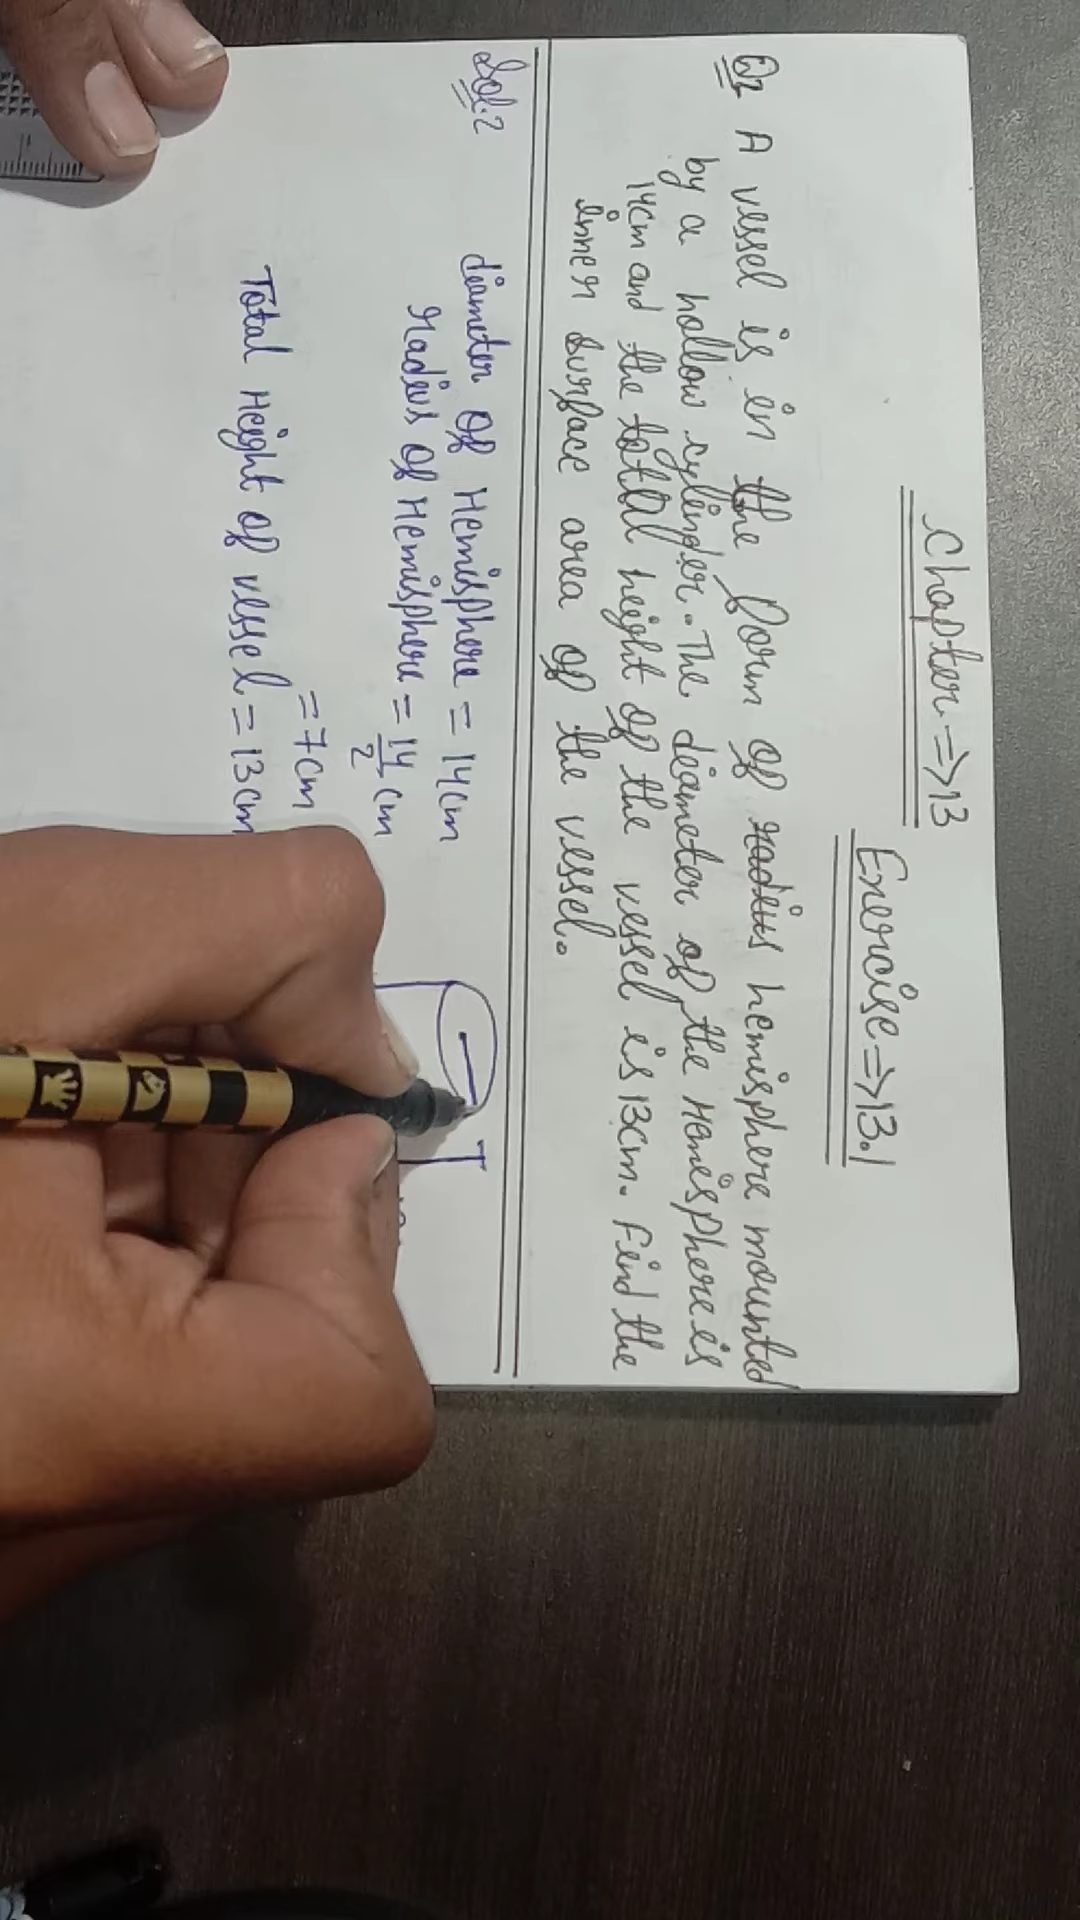 Chapter => 13
Exercise => 13.1
Q2 A vessel is in the form of radius hemisphere mounted
by a hollow cylinder. The diameter of the Hemisphere is
14cm and the total height of the vessel is 13cm. Find the
inner surface area of the vessel.
Sol.2
diameter of Hemisphere = 14cm
radius of Hemisphere = 14/2 cm
= 7cm
Total Height of vessel = 13cm